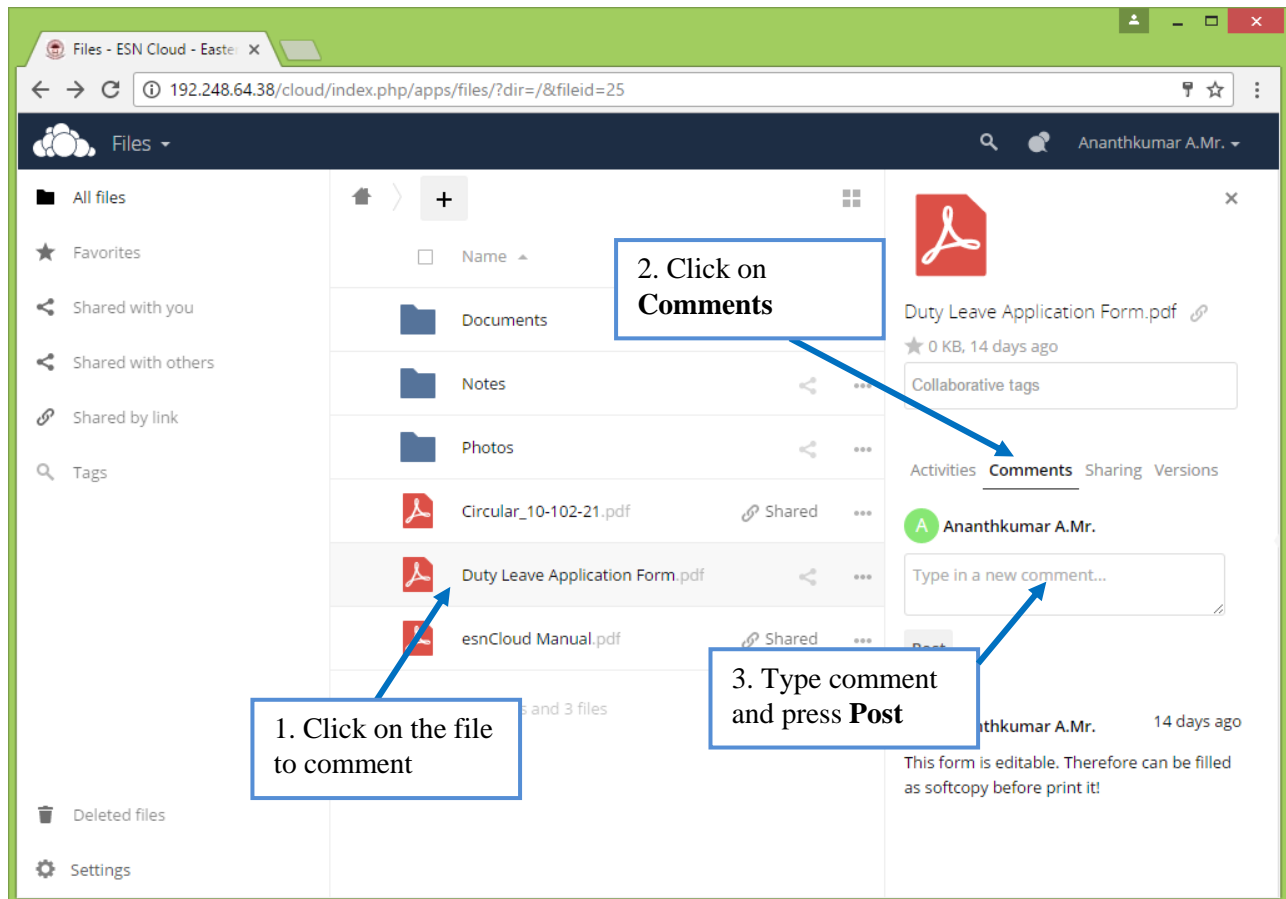 Files - ESN Cloud - Easte
192.248.64.38/cloud/index.php/apps/files/?dir=/&fileid=25
Files
Ananthkumar A.Mr.
All files
Favorites
Shared with you
Shared with others
Shared by link
Tags
Deleted files
Settings
Name
Documents
Notes
Photos
Circular_10-102-21.pdf Shared
Duty Leave Application Form.pdf
esnCloud Manual.pdf Shared
and 3 files
1. Click on the file
to comment
2. Click on
Comments
3. Type comment
and press Post
Duty Leave Application Form.pdf
0 KB, 14 days ago
Collaborative tags
Activities Comments Sharing Versions
A Ananthkumar A.Mr.
Type in a new comment...
A.Mr. 14 days ago
This form is editable. Therefore can be filled
as softcopy before print it!